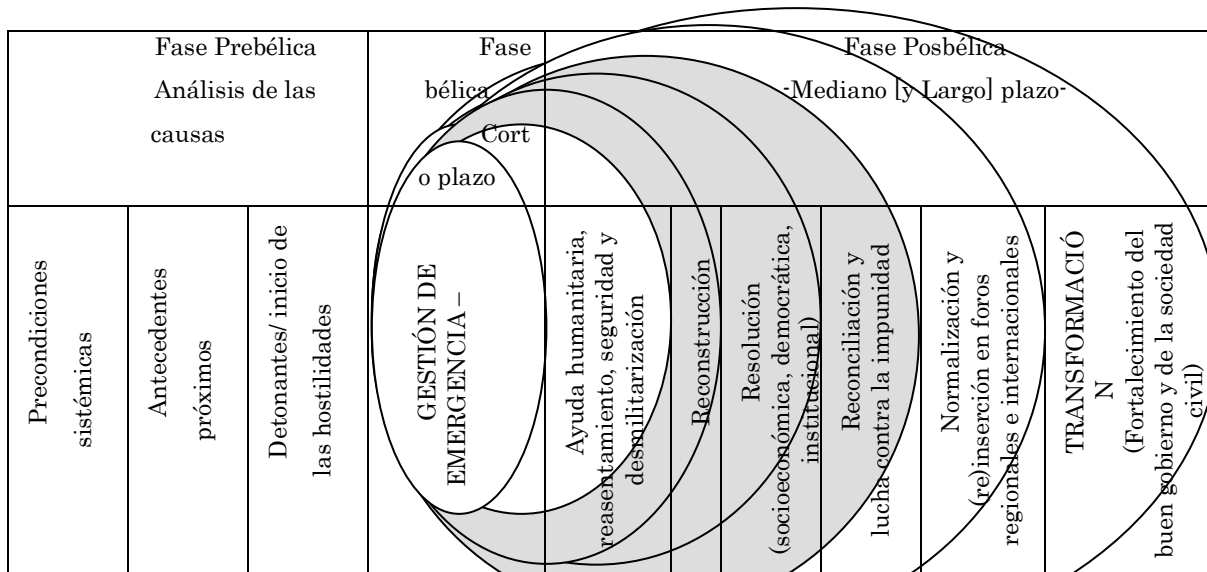 Fase Prebélica
Análisis de las
causas
Fase
bélica
Cort
o plazo
Fase Posbélica
-Mediano [y Largo] plazo-
Precondiciones
sistémicas
Antecedentes
próximos
Detonantes/ inicio de
las hostilidades
GESTIÓN DE
EMERGENCIA –
Ayuda humanitaria,
reasentamiento, seguridad y
desmilitarización
Reconstrucción
Resolución
(socioeconómica, democrática,
institucional)
Reconciliación y
lucha contra la impunidad
Normalización y
(re)inserción en foros
regionales e internacionales
TRANSFORMACIÓ
N
(Fortalecimiento del
buen gobierno y de la sociedad
civil)